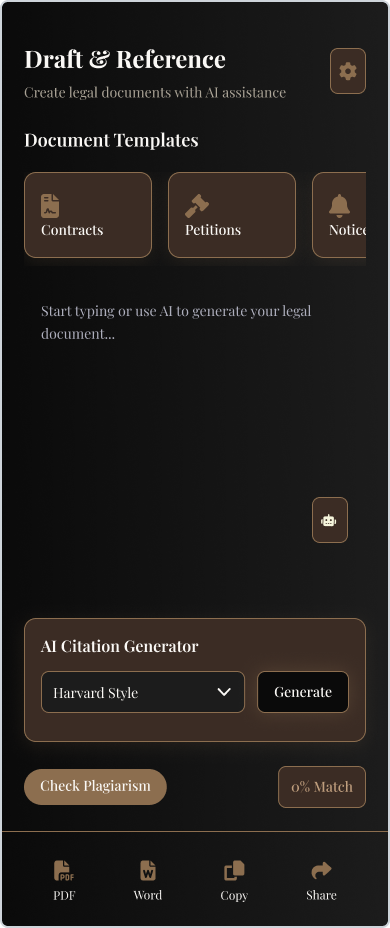 Draft & Reference
Create legal documents with AI assistance
Document Templates
Contracts
Petitions
Notice
Start typing or use AI to generate your legal
document...
AI Citation Generator
Harvard Style
Generate
Check Plagiarism
0% Match
PDF
PDF
W
Word
Copy
Share